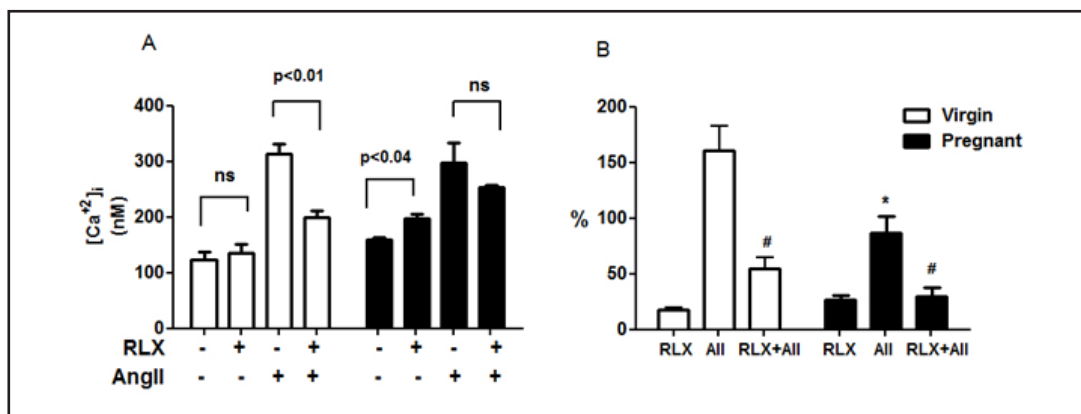 A
p<0.01
ns
400
300
200
100
0
[Ca+2]i
(nM)
ns
p<0.04
RLX - + - + - + - +
AngII - - + + - - + +
B
200
150
100
50
0
%
Virgin
Pregnant
#
*
#
RLX AII RLX+AII RLX AII RLX+AII